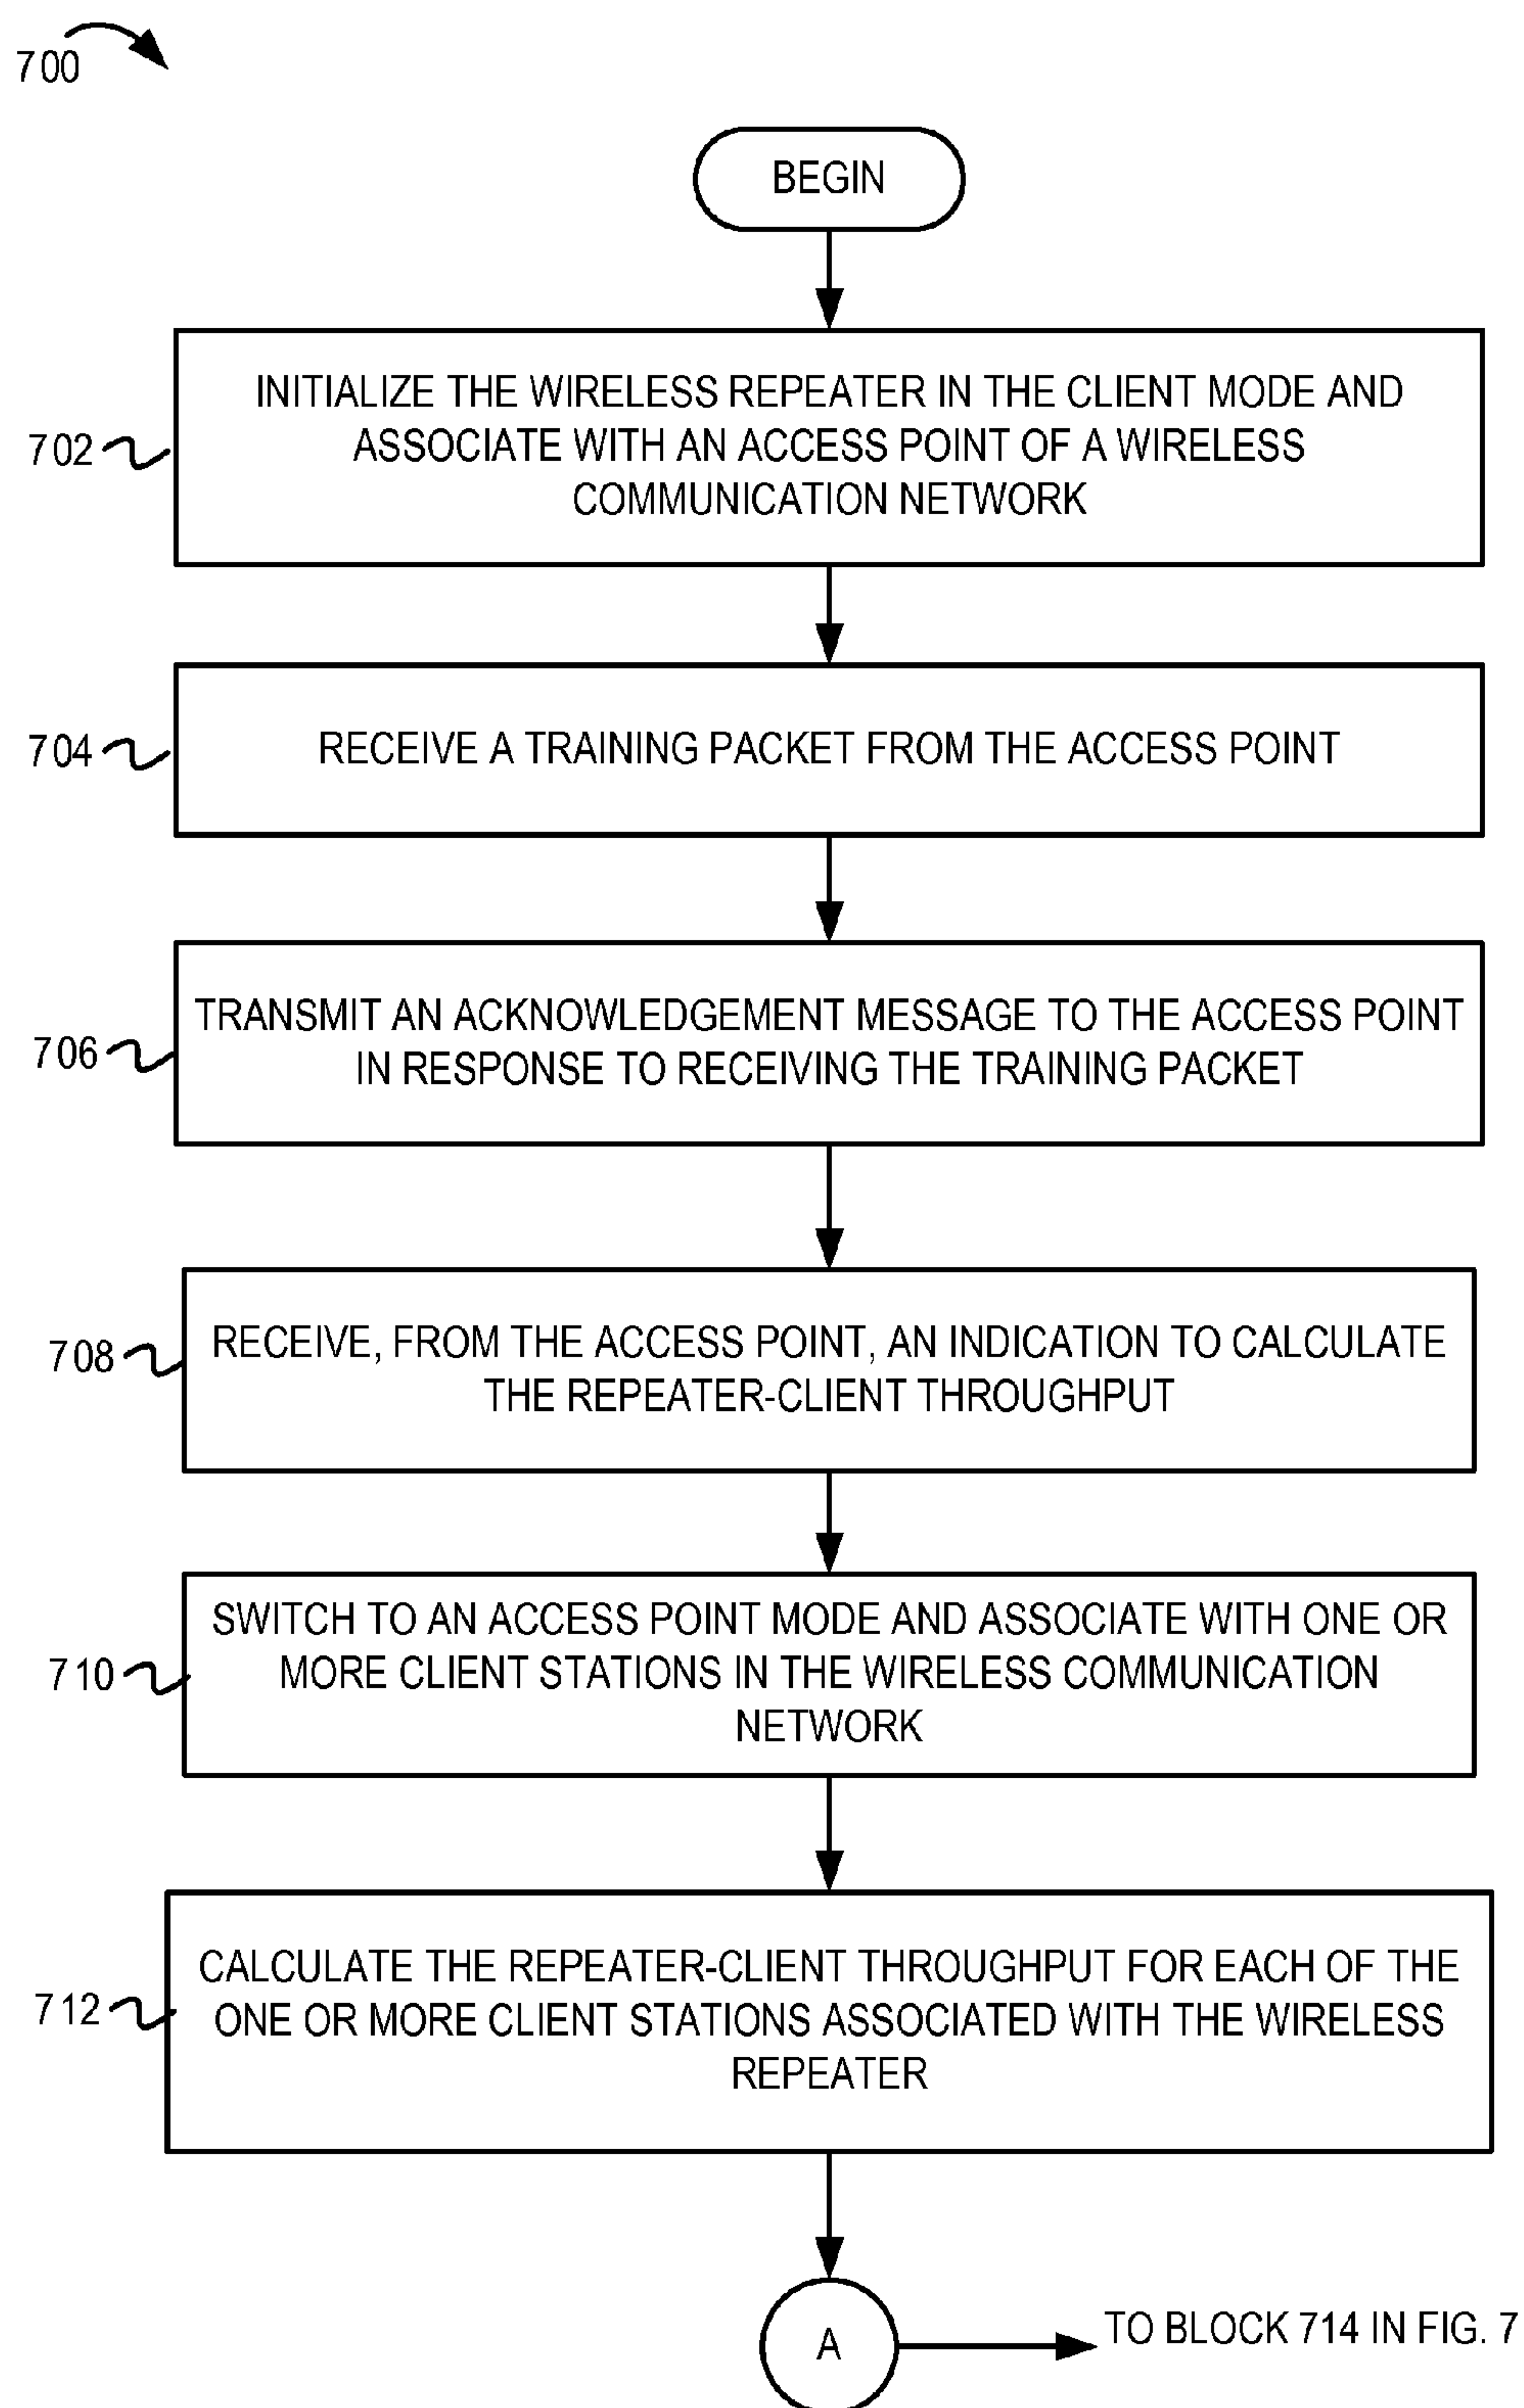 700
BEGIN
702
INITIALIZE THE WIRELESS REPEATER IN THE CLIENT MODE AND
ASSOCIATE WITH AN ACCESS POINT OF A WIRELESS
COMMUNICATION NETWORK
704
RECEIVE A TRAINING PACKET FROM THE ACCESS POINT
706
TRANSMIT AN ACKNOWLEDGEMENT MESSAGE TO THE ACCESS POINT
IN RESPONSE TO RECEIVING THE TRAINING PACKET
708
RECEIVE, FROM THE ACCESS POINT, AN INDICATION TO CALCULATE
THE REPEATER-CLIENT THROUGHPUT
710
SWITCH TO AN ACCESS POINT MODE AND ASSOCIATE WITH ONE OR
MORE CLIENT STATIONS IN THE WIRELESS COMMUNICATION
NETWORK
712
CALCULATE THE REPEATER-CLIENT THROUGHPUT FOR EACH OF THE
ONE OR MORE CLIENT STATIONS ASSOCIATED WITH THE WIRELESS
REPEATER
A
TO BLOCK 714 IN FIG. 7